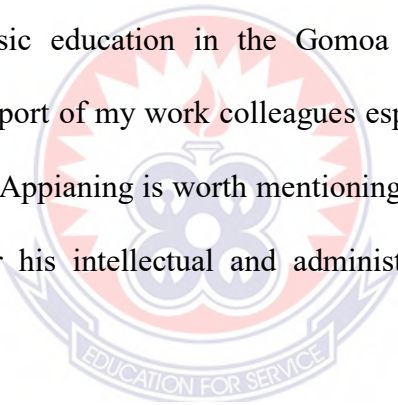 sic education in the Gomoa
port of my work colleagues esp
Appianing is worth mentioning
his intellectual and administ
EDUCATION FOR SERVICE